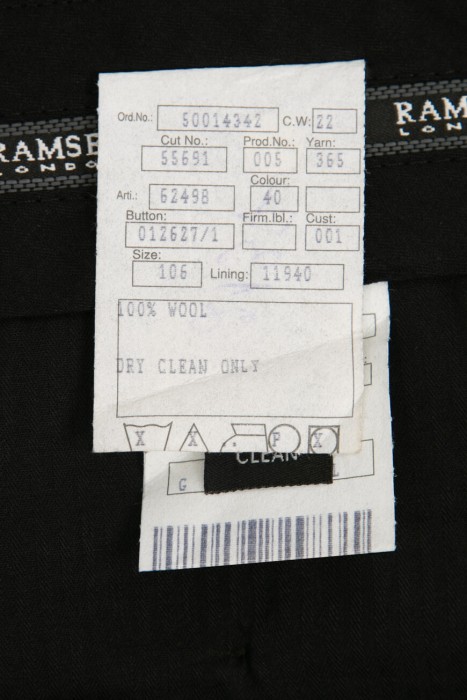 RAMSE
LONDO
RAM
LON
Ord.No.: 50014342 C.W: 22
Cut No.: Prod.No.: Yarn:
55691 005 365
Colour:
Arti.: 62498 40
Button: Firm.lbl.: Cust:
012627/1 001
Size:
106 Lining: 11940
100% WOOL
DRY CLEAN ONLY
X X P X
CLEAN
G